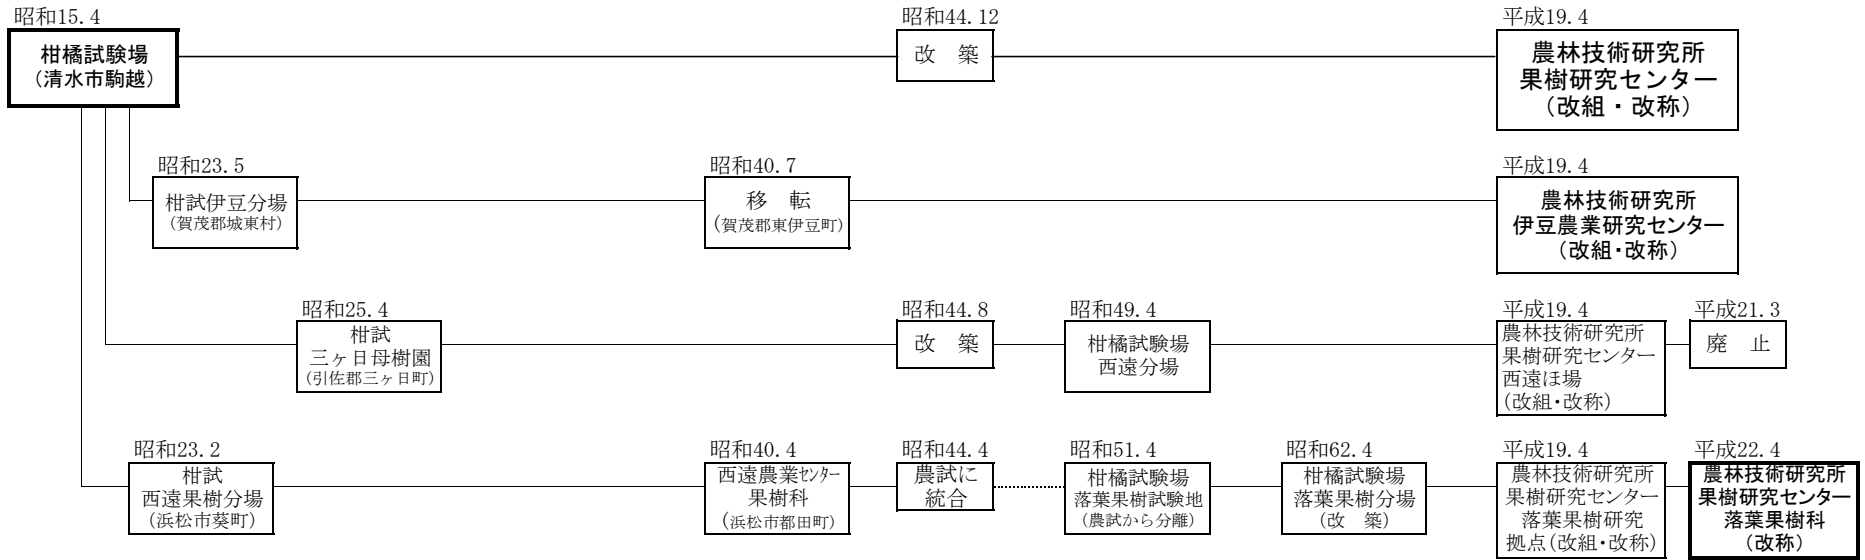 昭和15.4
柑橘試験場
（清水市駒越）
昭和44.12
改　築
平成19.4
農林技術研究所
果樹研究センター
（改組・改称）
昭和23.5
柑試伊豆分場
（賀茂郡城東村）
昭和40.7
移　転
（賀茂郡東伊豆町）
平成19.4
農林技術研究所
伊豆農業研究センター
（改組・改称）
昭和25.4
柑試
三ヶ日母樹園
（引佐郡三ヶ日町）
昭和44.8
改　築
昭和49.4
柑橘試験場
西遠分場
平成19.4
農林技術研究所
果樹研究センター
西遠ほ場
（改組・改称）
平成21.3
廃　止
昭和23.2
柑試
西遠果樹分場
（浜松市葵町）
昭和40.4
西遠農業ｾﾝﾀｰ
果樹科
（浜松市都田町）
昭和44.4
農試に
統合
昭和51.4
柑橘試験場
落葉果樹試験地
（農試から分離）
昭和62.4
柑橘試験場
落葉果樹分場
（改　築）
平成19.4
農林技術研究所
果樹研究センター
落葉果樹研究
拠点（改組・改称）
平成22.4
農林技術研究所
果樹研究センター
落葉果樹科
（改称）